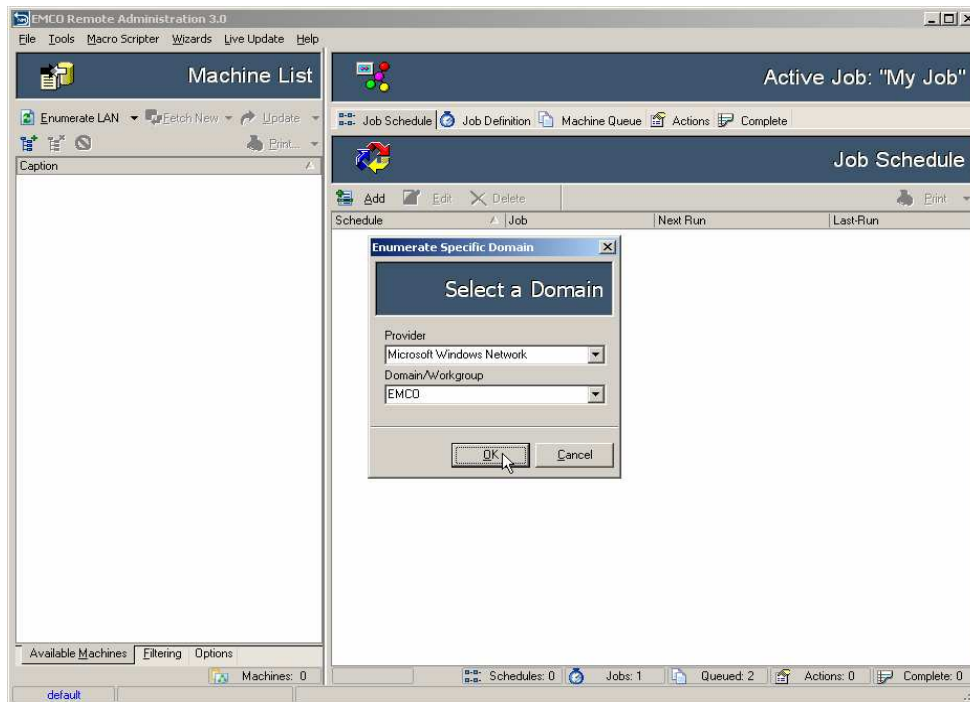 EMCO Remote Administration 3.0
File Tools Macro Scripter Wizards Live Update Help
Machine List
Active Job: "My Job"
Enumerate LAN Fetch New Update
Job Schedule Job Definition Machine Queue Actions Complete
Print...
Job Schedule
Caption
Add Edit Delete Print
Schedule Job Next Run Last-Run
Enumerate Specific Domain
Select a Domain
Provider
Microsoft Windows Network
Domain/Workgroup
EMCO
OK Cancel
Available Machines Filtering Options
Machines: 0
Schedules: 0 Jobs: 1 Queued: 2 Actions: 0 Complete: 0
default